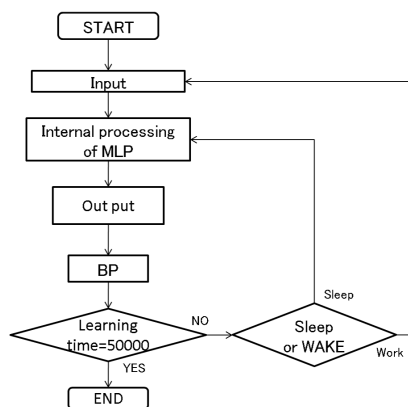 START
Input
Internal processing
of MLP
Out put
BP
Learning
time=50000
NO
YES
Sleep
or WAKE
Sleep
Work
END